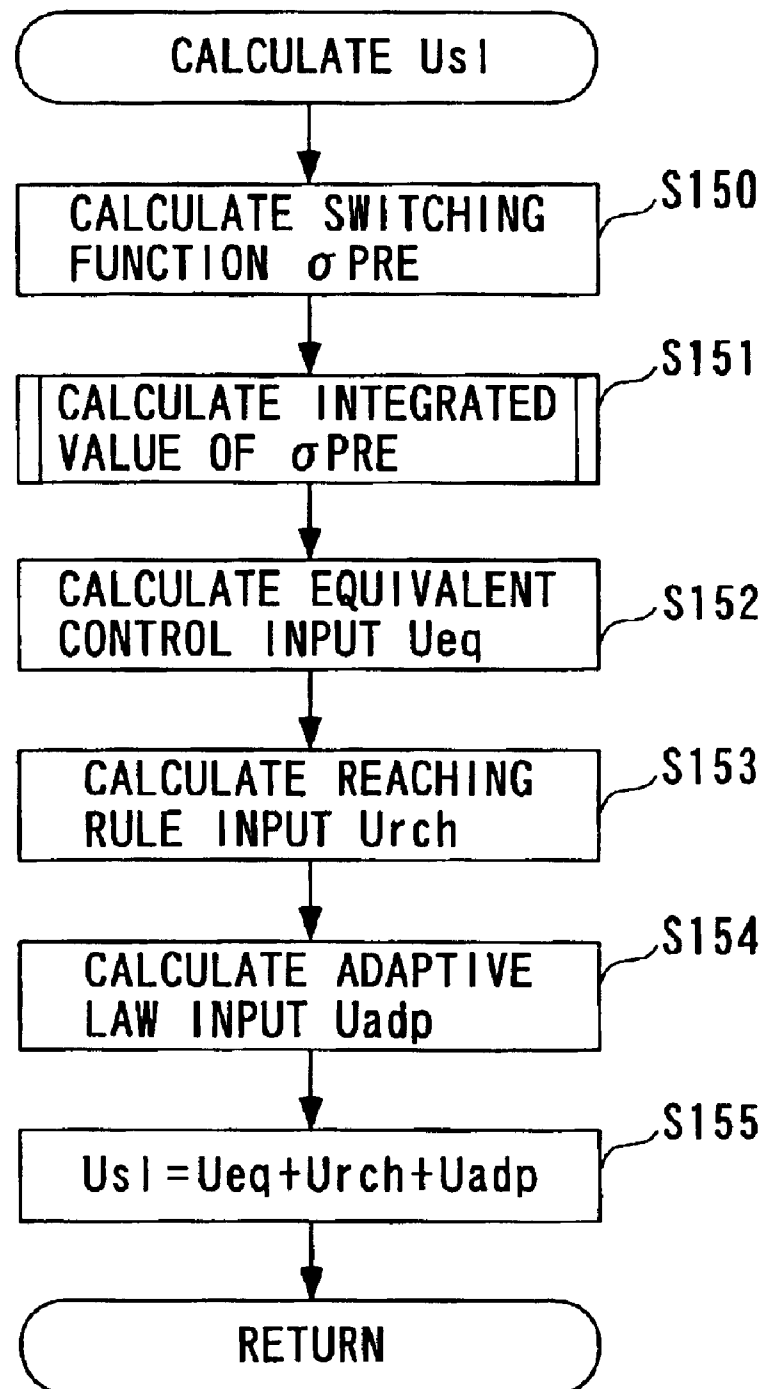 CALCULATE Usl
CALCULATE SWITCHING
FUNCTION σPRE
S150
CALCULATE INTEGRATED
VALUE OF σPRE
S151
CALCULATE EQUIVALENT
CONTROL INPUT Ueq
S152
CALCULATE REACHING
RULE INPUT Urch
S153
CALCULATE ADAPTIVE
LAW INPUT Uadp
S154
Usl=Ueq+Urch+Uadp
S155
RETURN